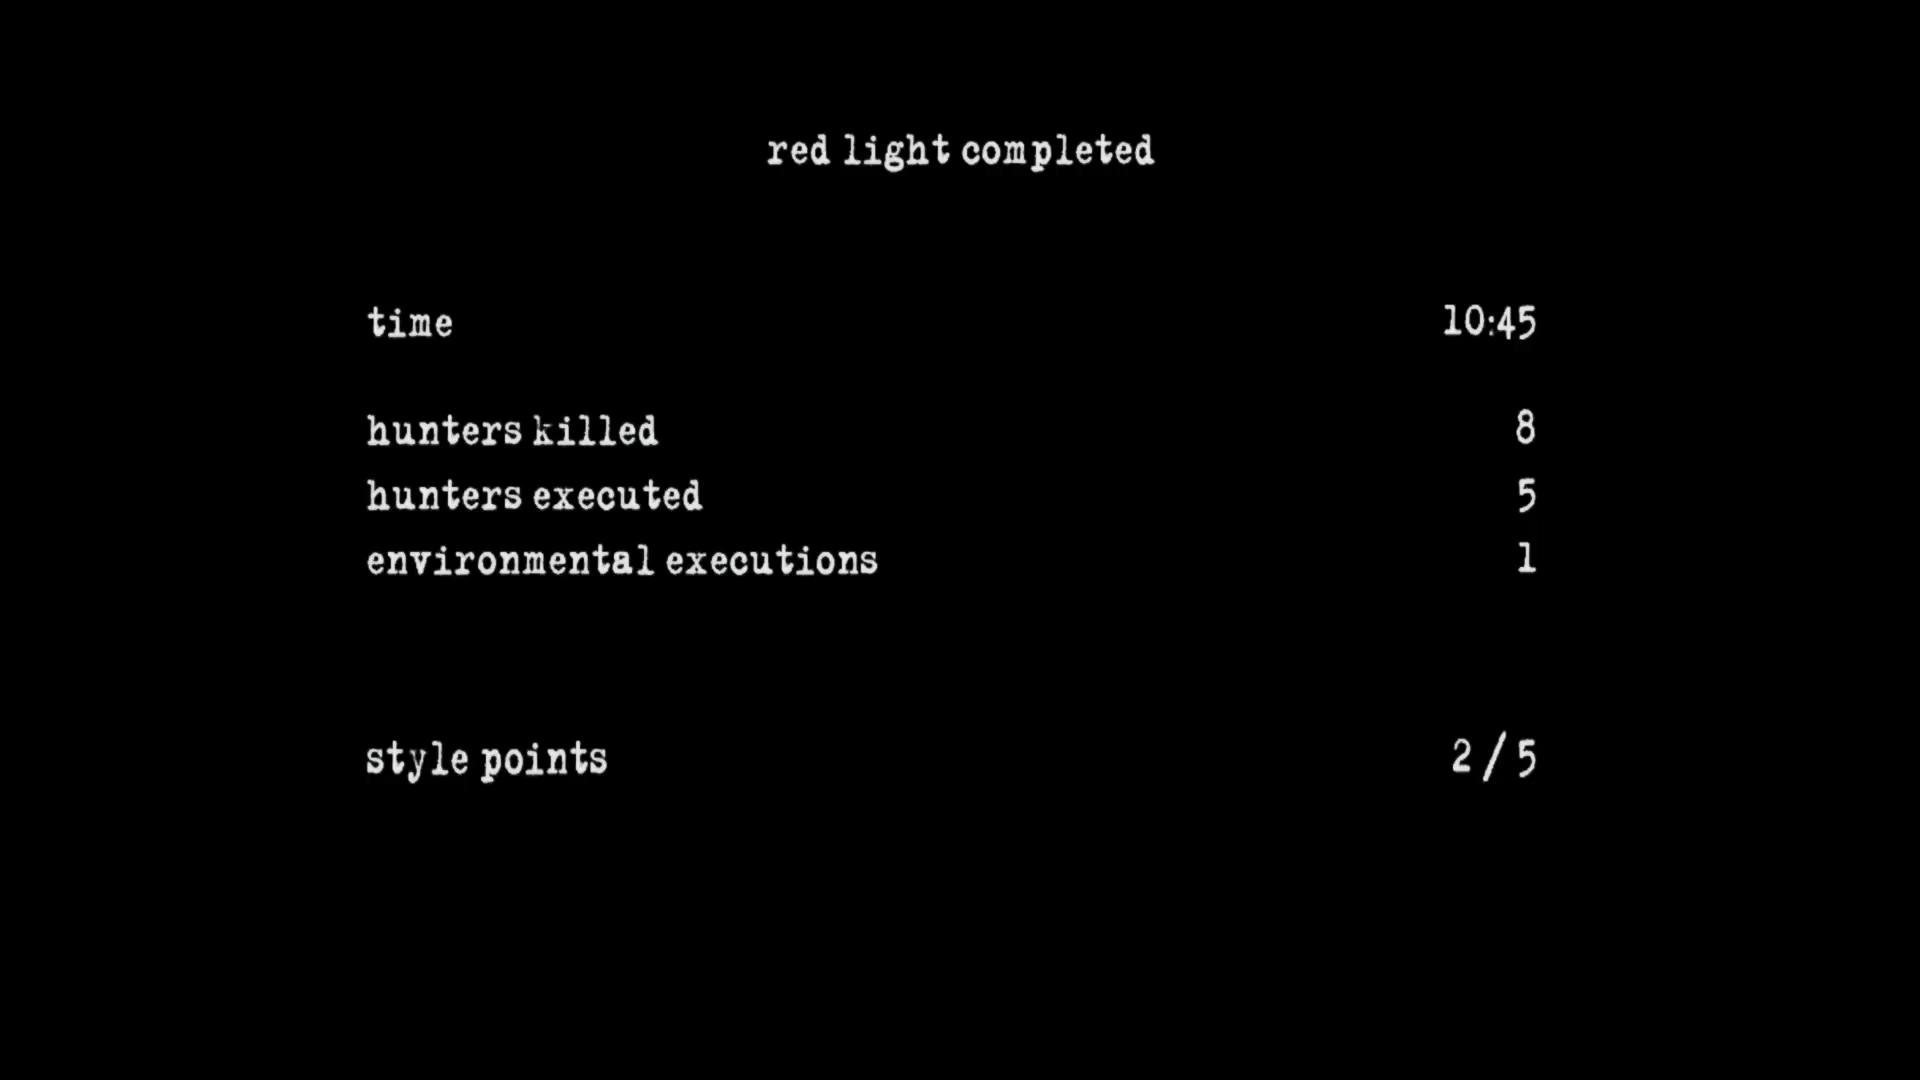 red light completed
time 10:45
hunters killed 8
hunters executed 5
environmental executions 1
style points 2 / 5